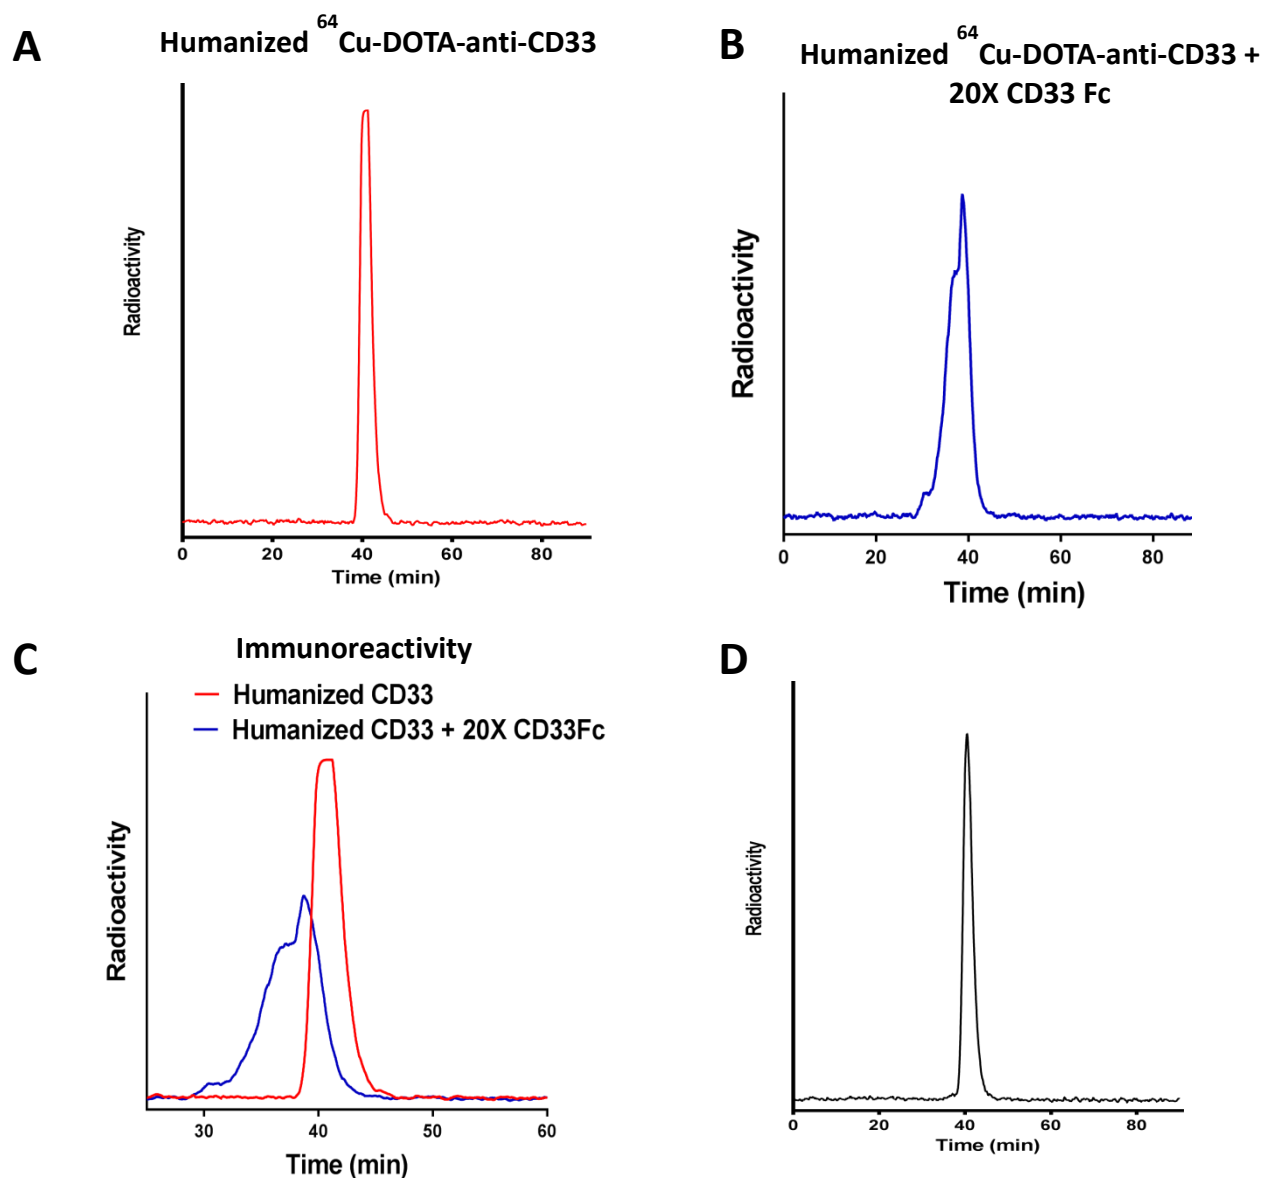 A
Humanized ⁶⁴Cu-DOTA-anti-CD33
Radioactivity
0 20 40 60 80
Time (min)
B
Humanized ⁶⁴Cu-DOTA-anti-CD33 +
20X CD33 Fc
Radioactivity
0 20 40 60 80
Time (min)
C
Immunoreactivity
Humanized CD33
Humanized CD33 + 20X CD33Fc
Radioactivity
30 40 50 60
Time (min)
D
Radioactivity
0 20 40 60 80
Time (min)